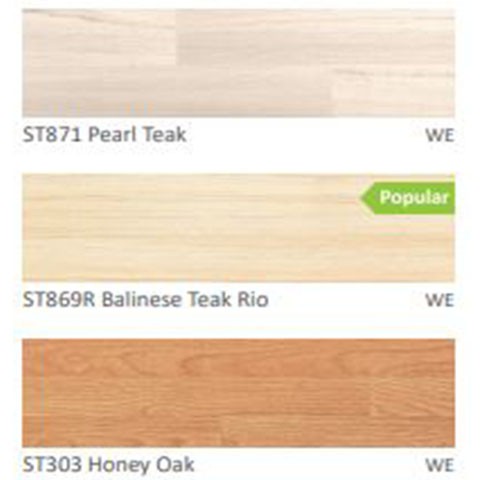 ST871 Pearl Teak WE
Popular
ST869R Balinese Teak Rio WE
ST303 Honey Oak WE